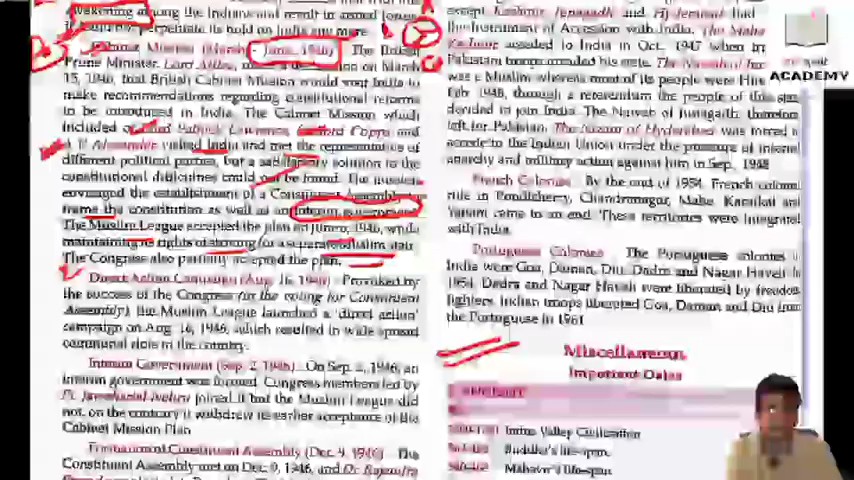 awakening among the Indians and result in armed
its hold on India any more
Cabinet Mission (March - June, 1946) The British
Prime Minister, Lord Attlee, on March
15, 1946, that British Cabinet Mission would visit India to
make recommendations regarding constitutional reforms
to be introduced in India. The Cabinet Mission which
included of Lord Pethick Lawrence, Cripps and
A V Alexander visited India and met the representatives of
different political parties, but a satisfactory solution to the
constitutional difficulties could not be found. The mission
envisaged the establishment of a Constituent Assembly to
frame the constitution as well as an interim government.
The Muslim League accepted the plan on June 6, 1946, while
maintaining its rights of striving for a separate Muslim state.
The Congress also partially accepted the plan.
Direct Action Campaign (Aug. 16, 1946) Provoked by
the success of the Congress (in the voting for Constituent
Assembly), the Muslim League launched a 'direct action'
campaign on Aug. 16, 1946, which resulted in wide spread
communal riots in the country.
Interim Government (Sep. 2, 1946) On Sep. 2, 1946, an
interim government was formed. Congress members led by
Pt. Jawaharlal Nehru joined it but the Muslim League did
not, on the contrary it withdrew its earlier acceptance of the
Cabinet Mission Plan
Constituent Assembly (Dec. 9, 1946) The
Constituent Assembly met on Dec. 9, 1946, and Dr. Rajendra
except Kashmir, Junagadh and Hyderabad had
the Instrument of Accession with India. The Maha
Kashmir acceded to India in Oct. 1947 when
Pakistan invaded his state. The Nawab of
was a Muslim whereas most of its people were Hin
Feb 1948, through a referendum the people of this
decided to join India. The Nawab of Junagadh therefore
left for Pakistan. The Nizam of Hyderabad was forced
accede to the Indian Union under the pressure of internal
anarchy and military action against him in Sep., 1948
French Colonies By the end of 1954, French colonial
rule in Pondicherry, Chandranagar, Mahe, Karaikal and
Yanam came to an end. These territories were integrated
with India.
Portuguese Colonies The Portuguese colonies
India were Goa, Daman, Diu, Dadra and Nagar Haveli. In
1954, Dadra and Nagar Haveli were liberated by freedom
fighters. Indian troops liberated Goa, Daman and Diu from
the Portuguese in 1961
Miscellaneous
Important Dates
Indus Valley Civilisation
Buddha's life-span
Mahavir's life-span
ACADEMY